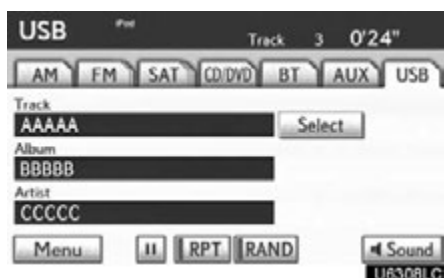 USB iPod Track 3 0'24"
AM FM SAT CD/DVD BT AUX USB
Track
AAAAA Select
Album
BBBBB
Artist
CCCCC
Menu II RPT RAND Sound
U6308LC